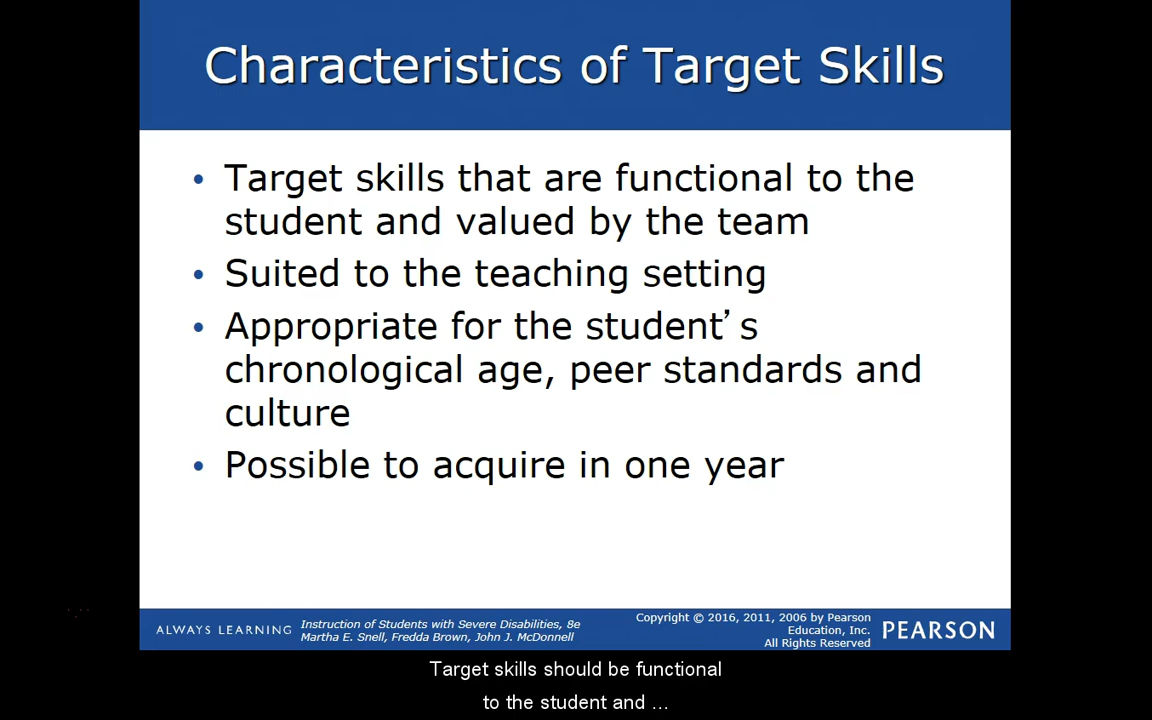 Characteristics of Target Skills
• Target skills that are functional to the
student and valued by the team
• Suited to the teaching setting
• Appropriate for the student’s
chronological age, peer standards and
culture
• Possible to acquire in one year
ALWAYS LEARNING
Instruction of Students with Severe Disabilities, 8e
Martha E. Snell, Fredda Brown, John J. McDonnell
Copyright © 2016, 2011, 2006 by Pearson
Education, Inc.
All Rights Reserved
PEARSON
Target skills should be functional
to the student and ...